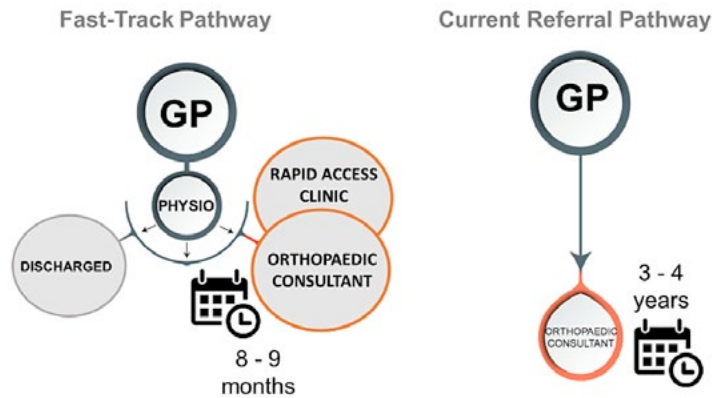 Fast-Track Pathway
GP
PHYSIO
RAPID ACCESS
CLINIC
DISCHARGED
ORTHOPAEDIC
CONSULTANT
8 - 9
months
Current Referral Pathway
GP
3 - 4
years
ORTHOPAEDIC
CONSULTANT